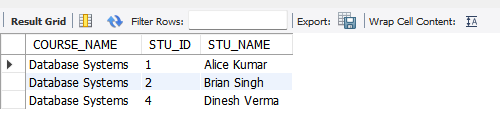 Result Grid Filter Rows: Export: Wrap Cell Content: IA
COURSE_NAME STU_ID STU_NAME
Database Systems 1 Alice Kumar
Database Systems 2 Brian Singh
Database Systems 4 Dinesh Verma